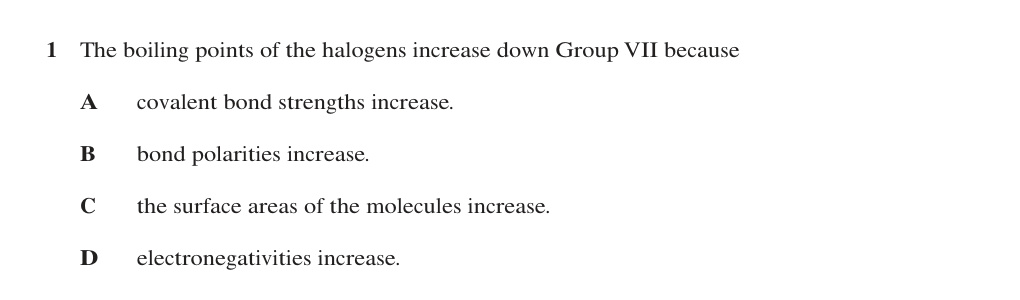 1 The boiling points of the halogens increase down Group VII because
A covalent bond strengths increase.
B bond polarities increase.
C the surface areas of the molecules increase.
D electronegativities increase.